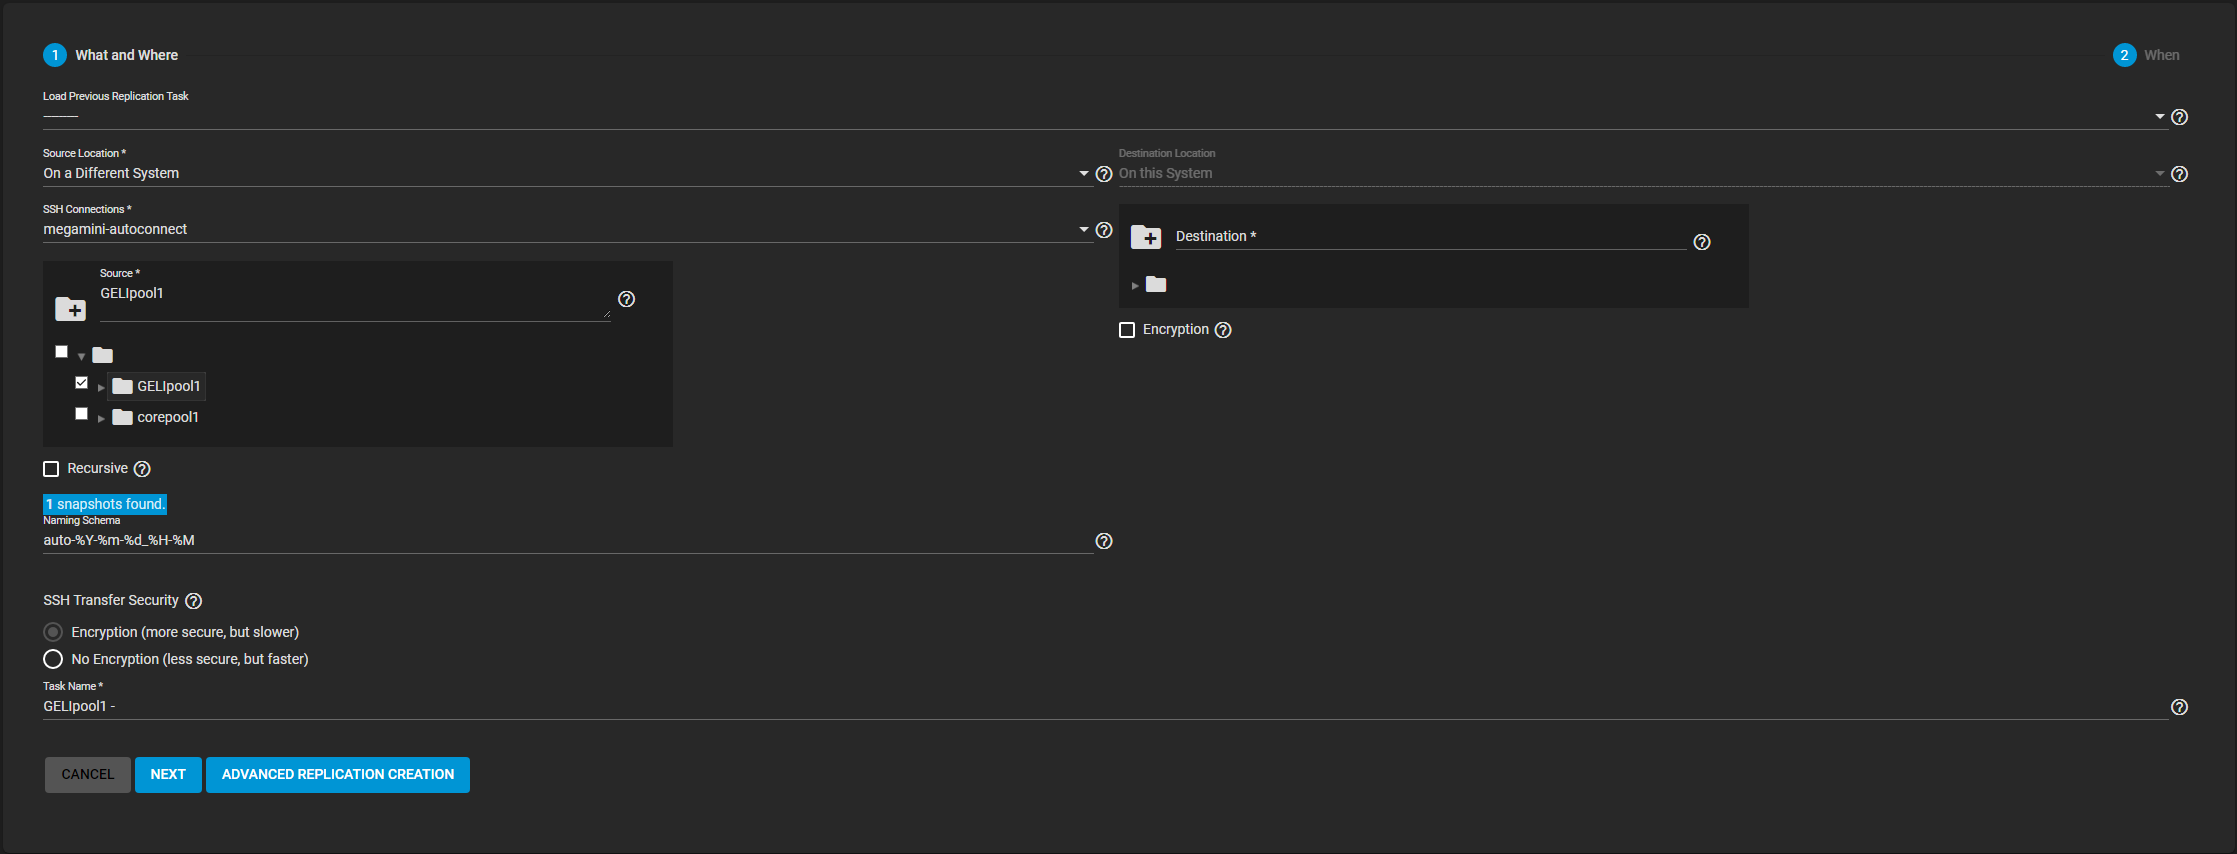 1 What and Where
2 When
Load Previous Replication Task
---------
Source Location *
On a Different System
Destination Location
On this System
SSH Connections *
megamini-autoconnect
Source *
GELIpool1
GELIpool1
corepool1
Destination *
Encryption
Recursive
1 snapshots found.
Naming Schema
auto-%Y-%m-%d_%H-%M
SSH Transfer Security
Encryption (more secure, but slower)
No Encryption (less secure, but faster)
Task Name *
GELIpool1 -
CANCEL
NEXT
ADVANCED REPLICATION CREATION